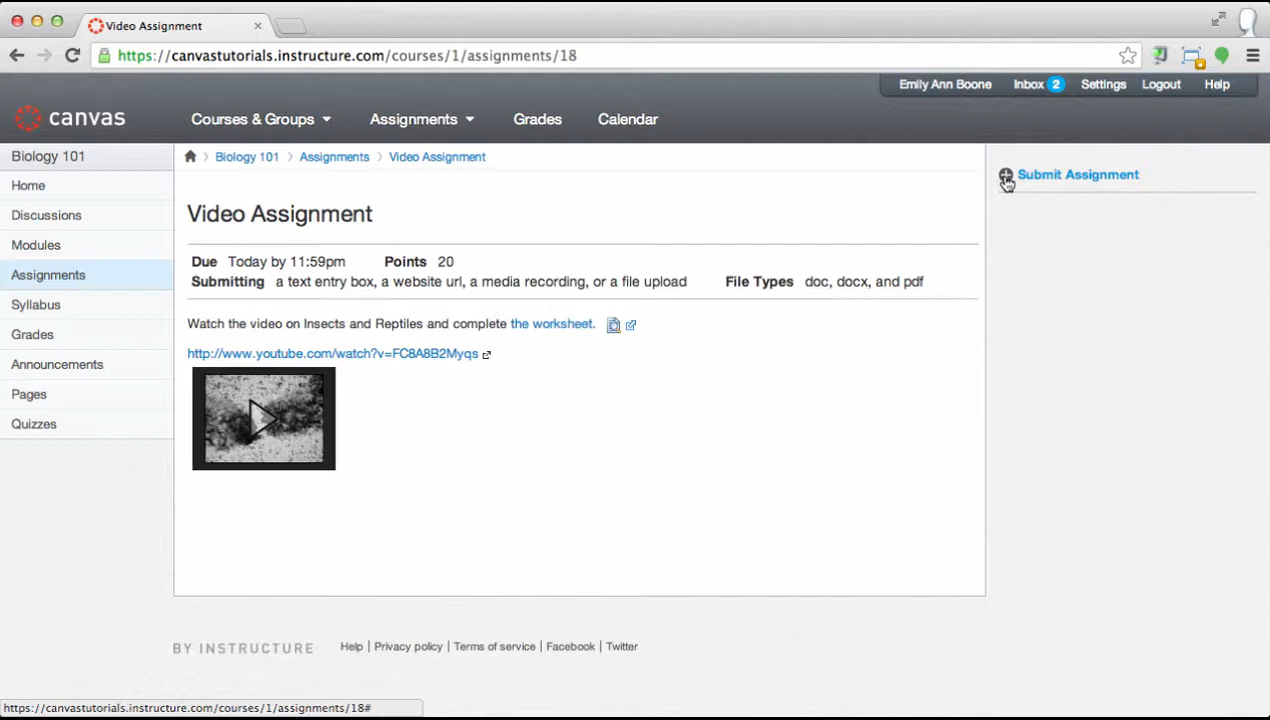 Video Assignment
https://canvastutorials.instructure.com/courses/1/assignments/18
Emily Ann Boone Inbox 2 Settings Logout Help
canvas Courses & Groups Assignments Grades Calendar
Biology 101
Home
Discussions
Modules
Assignments
Syllabus
Grades
Announcements
Pages
Quizzes
Biology 101 Assignments Video Assignment
Video Assignment
Due Today by 11:59pm Points 20
Submitting a text entry box, a website url, a media recording, or a file upload File Types doc, docx, and pdf
Watch the video on Insects and Reptiles and complete the worksheet.
http://www.youtube.com/watch?v=FC8A8B2Myqs
Submit Assignment
BY INSTRUCTURE Help | Privacy policy | Terms of service | Facebook | Twitter
https://canvastutorials.instructure.com/courses/1/assignments/18#